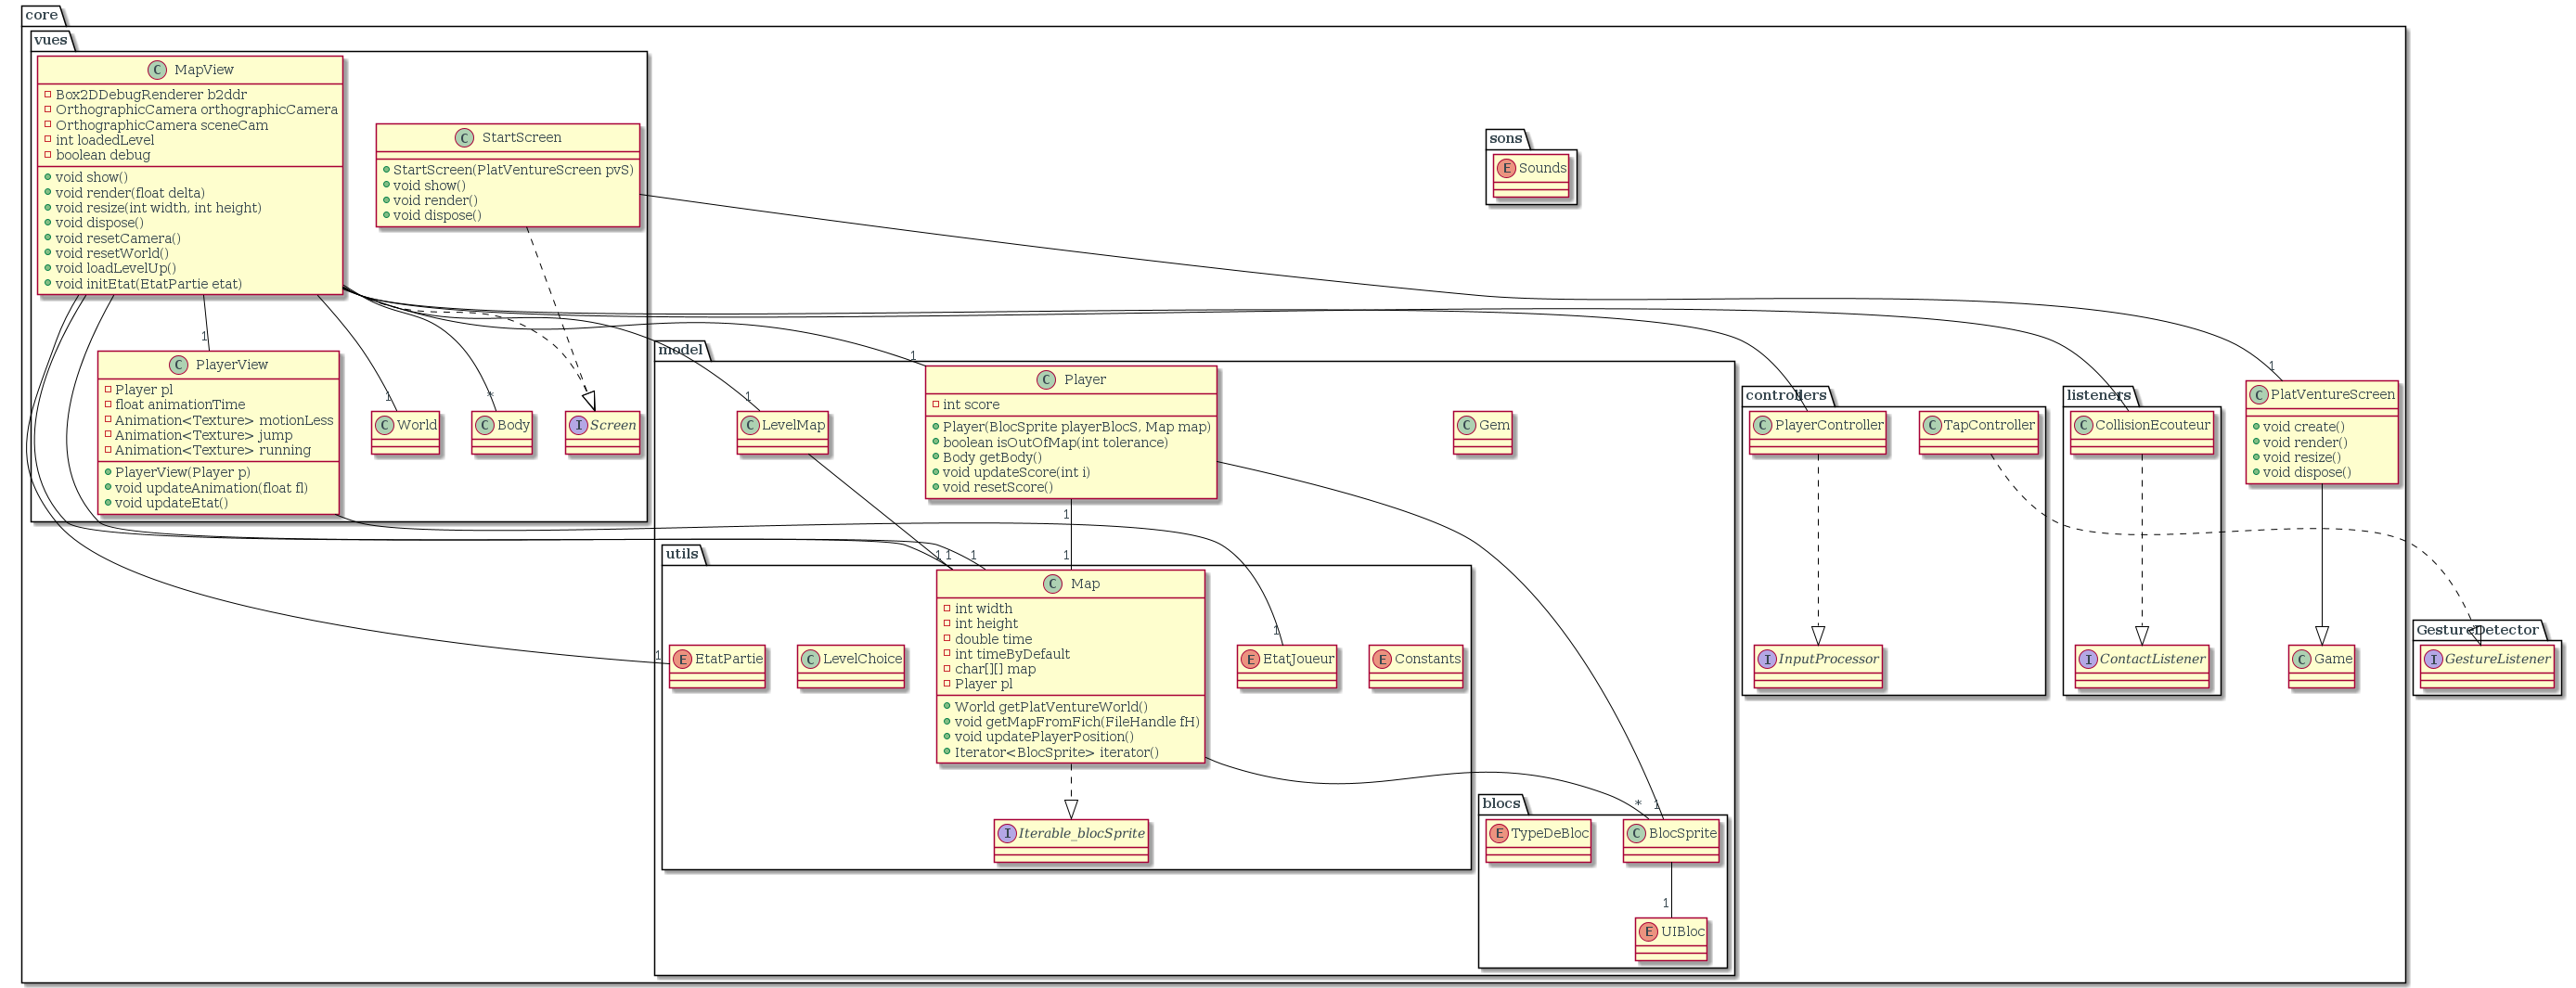 core
vues
C MapView
Box2DDebugRenderer b2ddr
OrthographicCamera orthographicCamera
OrthographicCamera sceneCam
int loadedLevel
boolean debug
void show()
void render(float delta)
void resize(int width, int height)
void dispose()
void resetCamera()
void resetWorld()
void loadLevelUp()
void initEtat(EtatPartie etat)
C StartScreen
StartScreen(PlatVentureScreen pvS)
void show()
void render()
void dispose()
sons
E Sounds
1
C PlayerView
Player pl
float animationTime
Animation<Texture> motionLess
Animation<Texture> jump
Animation<Texture> running
PlayerView(Player p)
void updateAnimation(float fl)
void updateEtat()
1
C World
*
C Body
I Screen
model
1
C LevelMap
1
C Player
int score
Player(BlocSprite playerBlocS, Map map)
boolean isOutOfMap(int tolerance)
Body getBody()
void updateScore(int i)
void resetScore()
C Gem
controllers
1
C PlayerController
C TapController
listeners
1
C CollisionEcouteur
1
C PlatVentureScreen
void create()
void render()
void resize()
void dispose()
1
utils
1 1 1 1
C Map
int width
int height
double time
int timeByDefault
char[][] map
Player pl
World getPlatVentureWorld()
void getMapFromFich(FileHandle fH)
void updatePlayerPosition()
Iterator<BlocSprite> iterator()
1
E EtatPartie
C LevelChoice
1
E EtatJoueur
E Constants
I InputProcessor
I ContactListener
C Game
GestureDetector
I GestureListener
I Iterable_blocSprite
blocs
* 1
E TypeDeBloc
C BlocSprite
1
E UIBloc